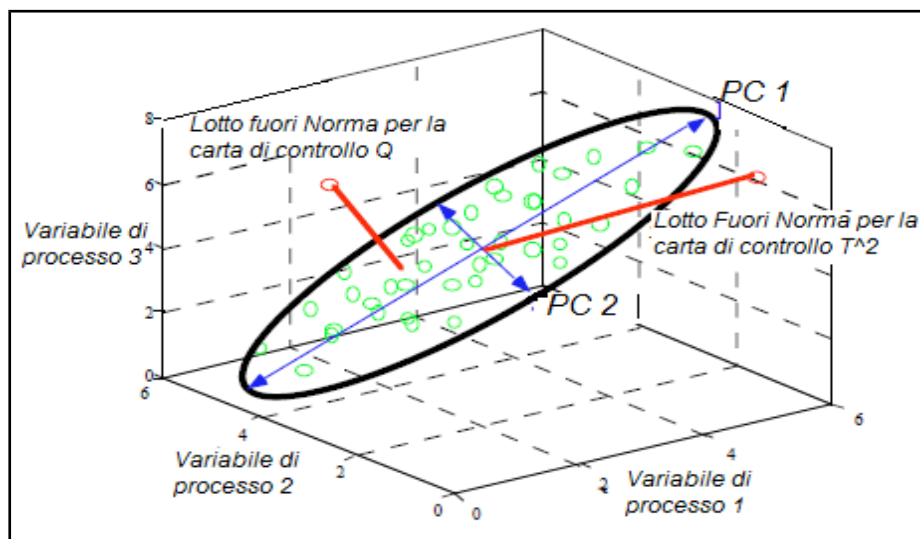 PC 1
Lotto fuori Norma per la
carta di controllo Q
Lotto Fuori Norma per la
carta di controllo T^2
PC 2
Variabile di
processo 3
8
6
4
2
0
6
4
2
0
Variabile di
processo 2
0
2
4
6
Variabile di
processo 1